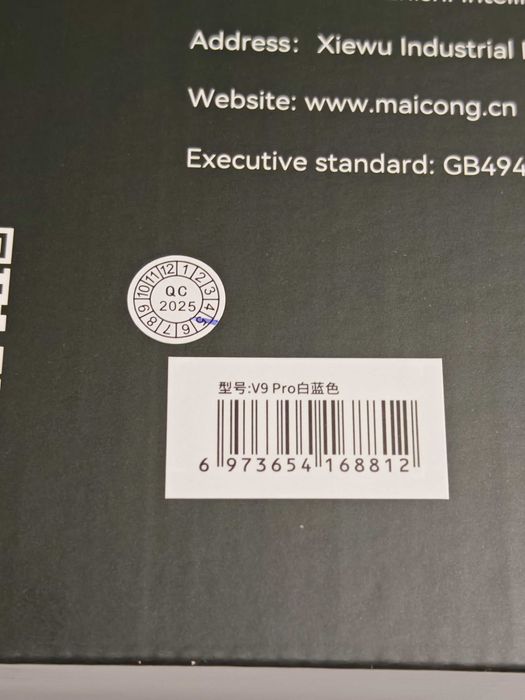 Address: Xiewu Industrial
Website: www.maicong.cn
Executive standard: GB494
12 1 2 3 4 5 6 7 8 9 10 11
QC
2025
型号:V9 Pro白蓝色
6 973654 168812